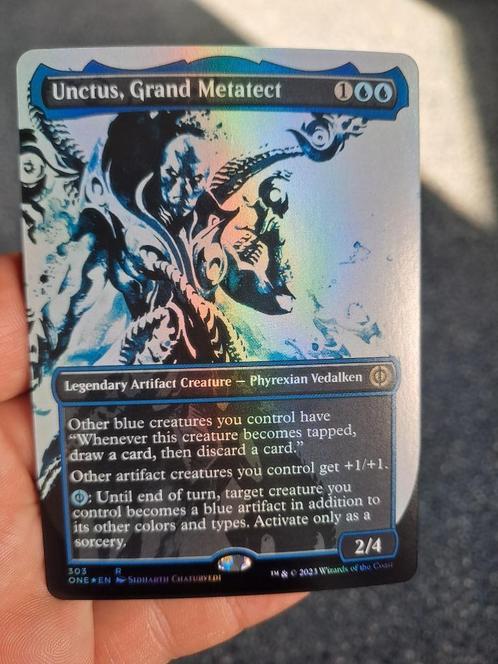 Unctus, Grand Metatect 1
Legendary Artifact Creature — Phyrexian Vedalken
Other blue creatures you control have
“Whenever this creature becomes tapped,
draw a card, then discard a card.”
Other artifact creatures you control get +1/+1.
: Until end of turn, target creature you
control becomes a blue artifact in addition to
its other colors and types. Activate only as a
sorcery.
2/4
303 R
ONE★EN Sidharth Chaturvedi
™ & © 2023 Wizards of the Coast